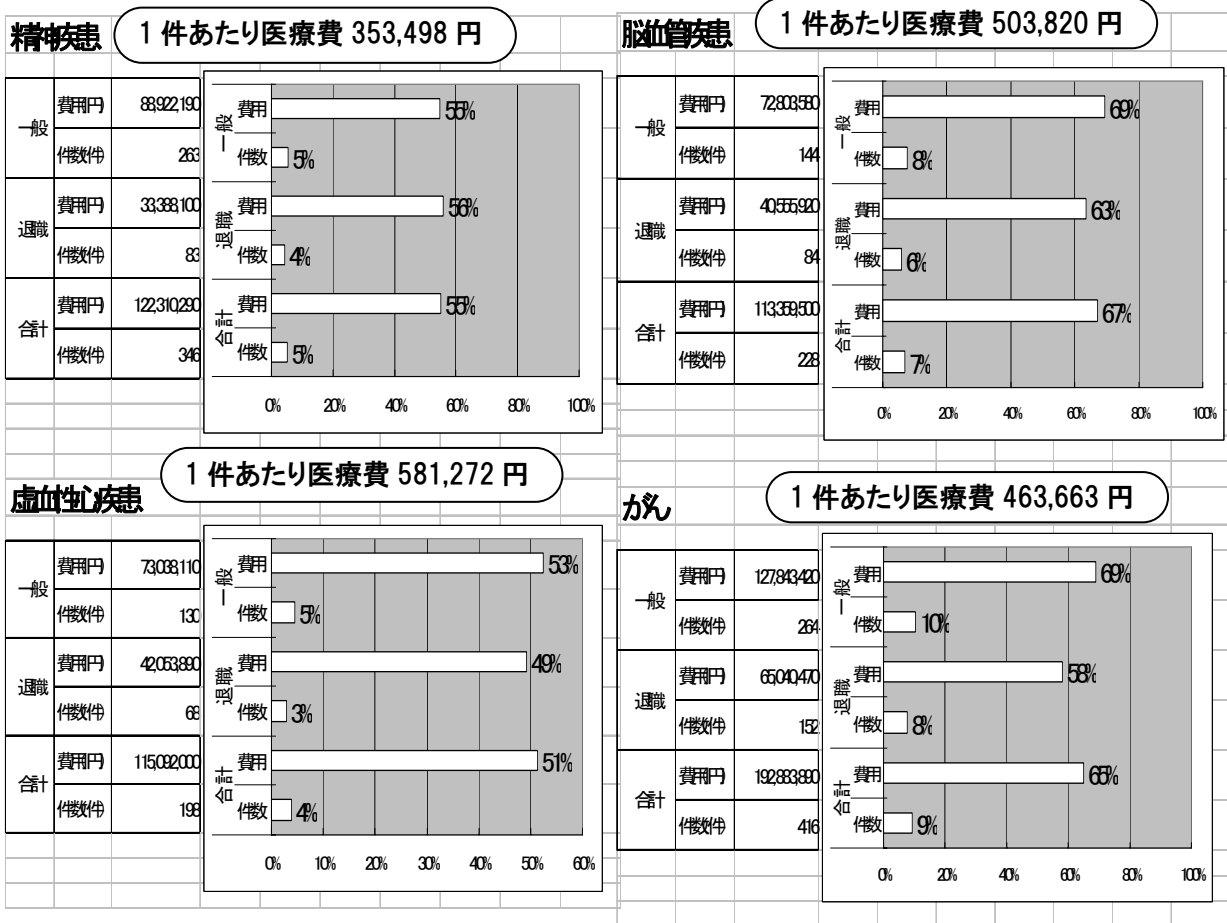 精神疾患
1 件あたり医療費 353,498 円
一般
費用(円) 88,922,190
件数(件) 263
退職
費用(円) 33,388,100
件数(件) 83
合計
費用(円) 122,310,290
件数(件) 346
一般
費用 55%
件数 5%
退職
費用 56%
件数 4%
合計
費用 55%
件数 5%
0% 20% 40% 60% 80% 100%
脳血管疾患
1 件あたり医療費 503,820 円
一般
費用(円) 72,803,580
件数(件) 144
退職
費用(円) 40,555,920
件数(件) 84
合計
費用(円) 113,359,500
件数(件) 228
一般
費用 69%
件数 8%
退職
費用 63%
件数 6%
合計
費用 67%
件数 7%
0% 20% 40% 60% 80% 100%
虚血性心疾患
1 件あたり医療費 581,272 円
一般
費用(円) 73,038,110
件数(件) 130
退職
費用(円) 42,053,890
件数(件) 68
合計
費用(円) 115,092,000
件数(件) 198
一般
費用 53%
件数 5%
退職
費用 49%
件数 3%
合計
費用 51%
件数 4%
0% 10% 20% 30% 40% 50% 60%
がん
1 件あたり医療費 463,663 円
一般
費用(円) 127,843,420
件数(件) 264
退職
費用(円) 65,040,470
件数(件) 152
合計
費用(円) 192,883,890
件数(件) 416
一般
費用 69%
件数 10%
退職
費用 58%
件数 8%
合計
費用 65%
件数 9%
0% 20% 40% 60% 80% 100%